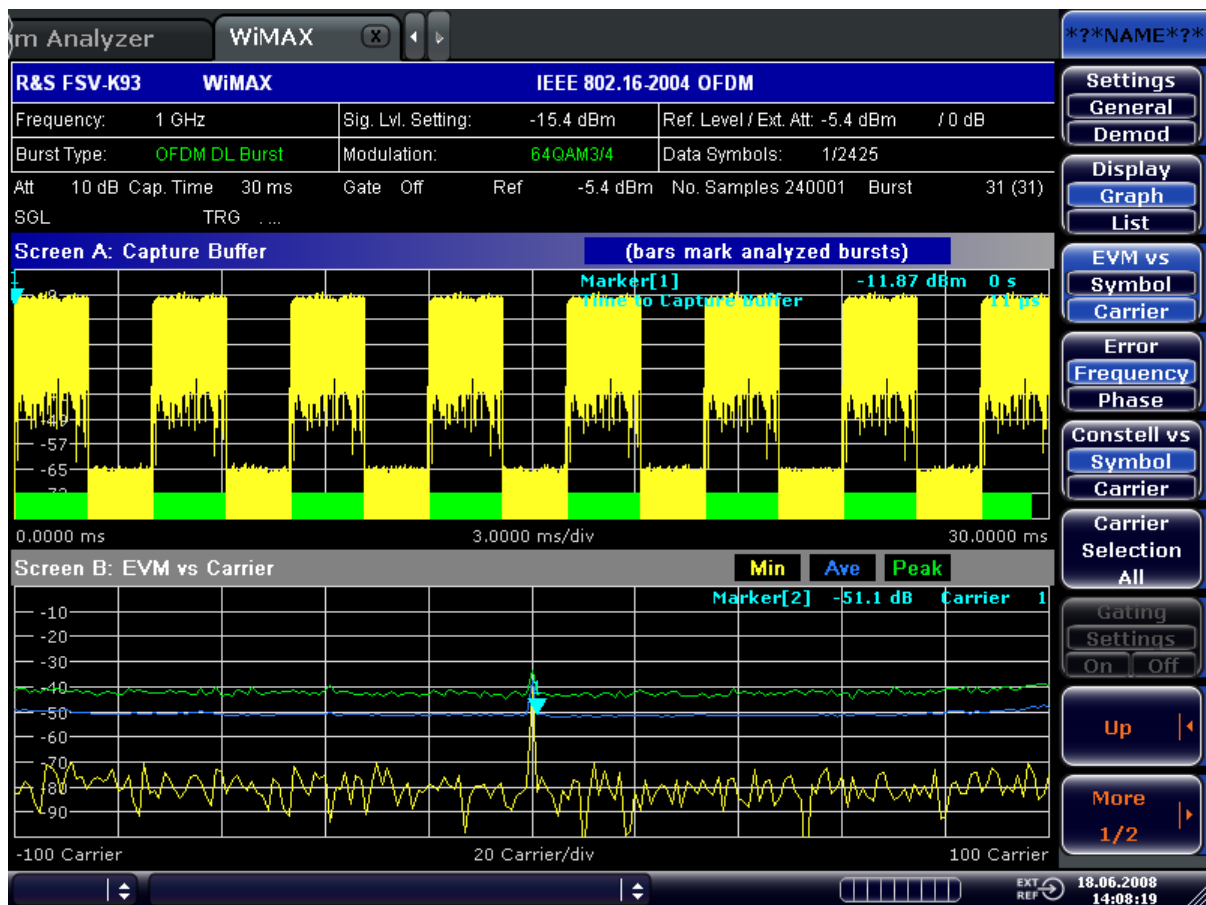 m Analyzer
WiMAX
X
*?*NAME*?*
R&S FSV-K93 WiMAX IEEE 802.16-2004 OFDM
Frequency: 1 GHz Sig. Lvl. Setting: -15.4 dBm Ref. Level / Ext. Att: -5.4 dBm / 0 dB
Burst Type: OFDM DL Burst Modulation: 64QAM3/4 Data Symbols: 1/2425
Att 10 dB Cap. Time 30 ms Gate Off Ref -5.4 dBm No. Samples 240001 Burst 31 (31)
SGL TRG . ...
Screen A: Capture Buffer (bars mark analyzed bursts)
1
Marker[1] -11.87 dBm 0 s
Time to Capture Buffer 11 µs
-49
-57
-65
-73
0.0000 ms 3.0000 ms/div 30.0000 ms
Screen B: EVM vs Carrier Min Ave Peak
Marker[2] -51.1 dB Carrier 1
-10
-20
-30
-40
-50
-60
-70
-80
-90
-100 Carrier 20 Carrier/div 100 Carrier
Settings
General
Demod
Display
Graph
List
EVM vs
Symbol
Carrier
Error
Frequency
Phase
Constell vs
Symbol
Carrier
Carrier
Selection
All
Gating
Settings
On Off
Up
More
1/2
EXT
REF
18.06.2008
14:08:19